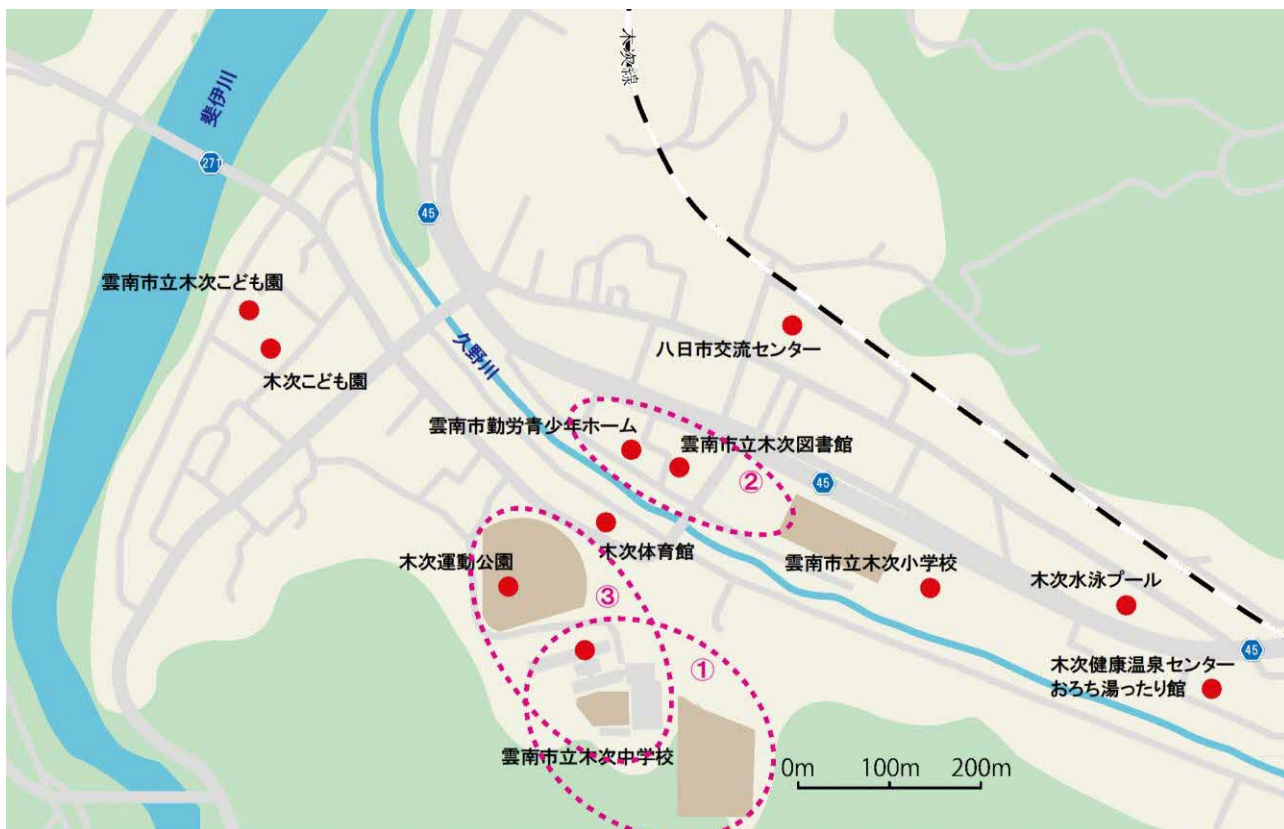 木次線
斐伊川
271
45
雲南市立木次こども園
木次こども園
八日市交流センター
久野川
雲南市勤労青少年ホーム
雲南市立木次図書館
②
45
木次体育館
木次運動公園
雲南市立木次小学校
木次水泳プール
③
①
45
木次健康温泉センター
おろち湯ったり館
雲南市立木次中学校
0m 100m 200m